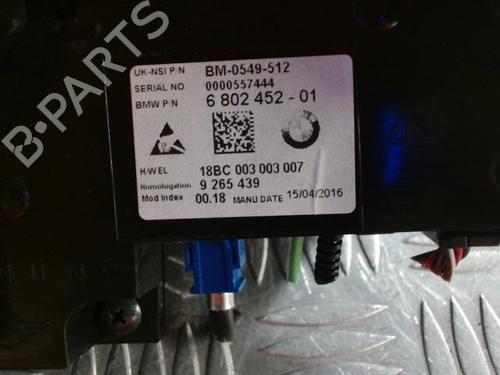 UK-NSI P/N BM-0549-512
SERIAL NO. 0000557444
BMW P/N 6 802 452 - 01
H/W EL 18BC 003 003 007
Homologation 9 265 439
Mod Index 00.18 MANU DATE 15/04/2016
B-PARTS